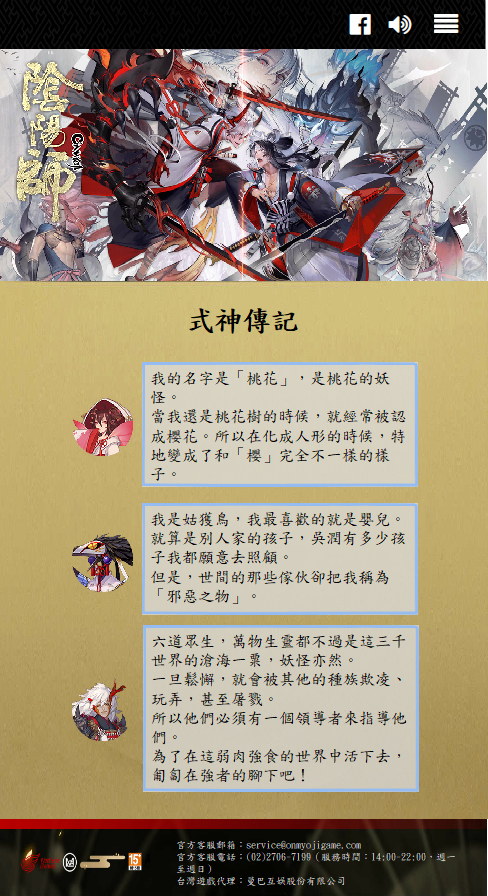 陰陽師
式神傳記
我的名字是「桃花」，是桃花的妖
怪。
當我還是桃花樹的時候，就經常被認
成櫻花。所以在化成人形的時候，特
地變成了和「櫻」完全不一樣的樣
子。
我是姑獲鳥，我最喜歡的就是嬰兒。
就算是別人家的孩子，吳潤有多少孩
子我都願意去照顧。
但是，世間的那些傢伙卻把我稱為
「邪惡之物」。
六道眾生，萬物生靈都不過是這三千
世界的滄海一粟，妖怪亦然。
一旦鬆懈，就會被其他的種族欺凌、
玩弄，甚至屠戮。
所以他們必須有一個領導者來指導他
們。
為了在這弱肉強食的世界中活下去，
匍匐在強者的腳下吧！
15+
官方客服郵箱：service@onmyojigame.com
官方客服電話：(02)2706-7199（服務時間：14:00-22:00，週一
至週日）
台灣遊戲代理：曼巴互娛股份有限公司